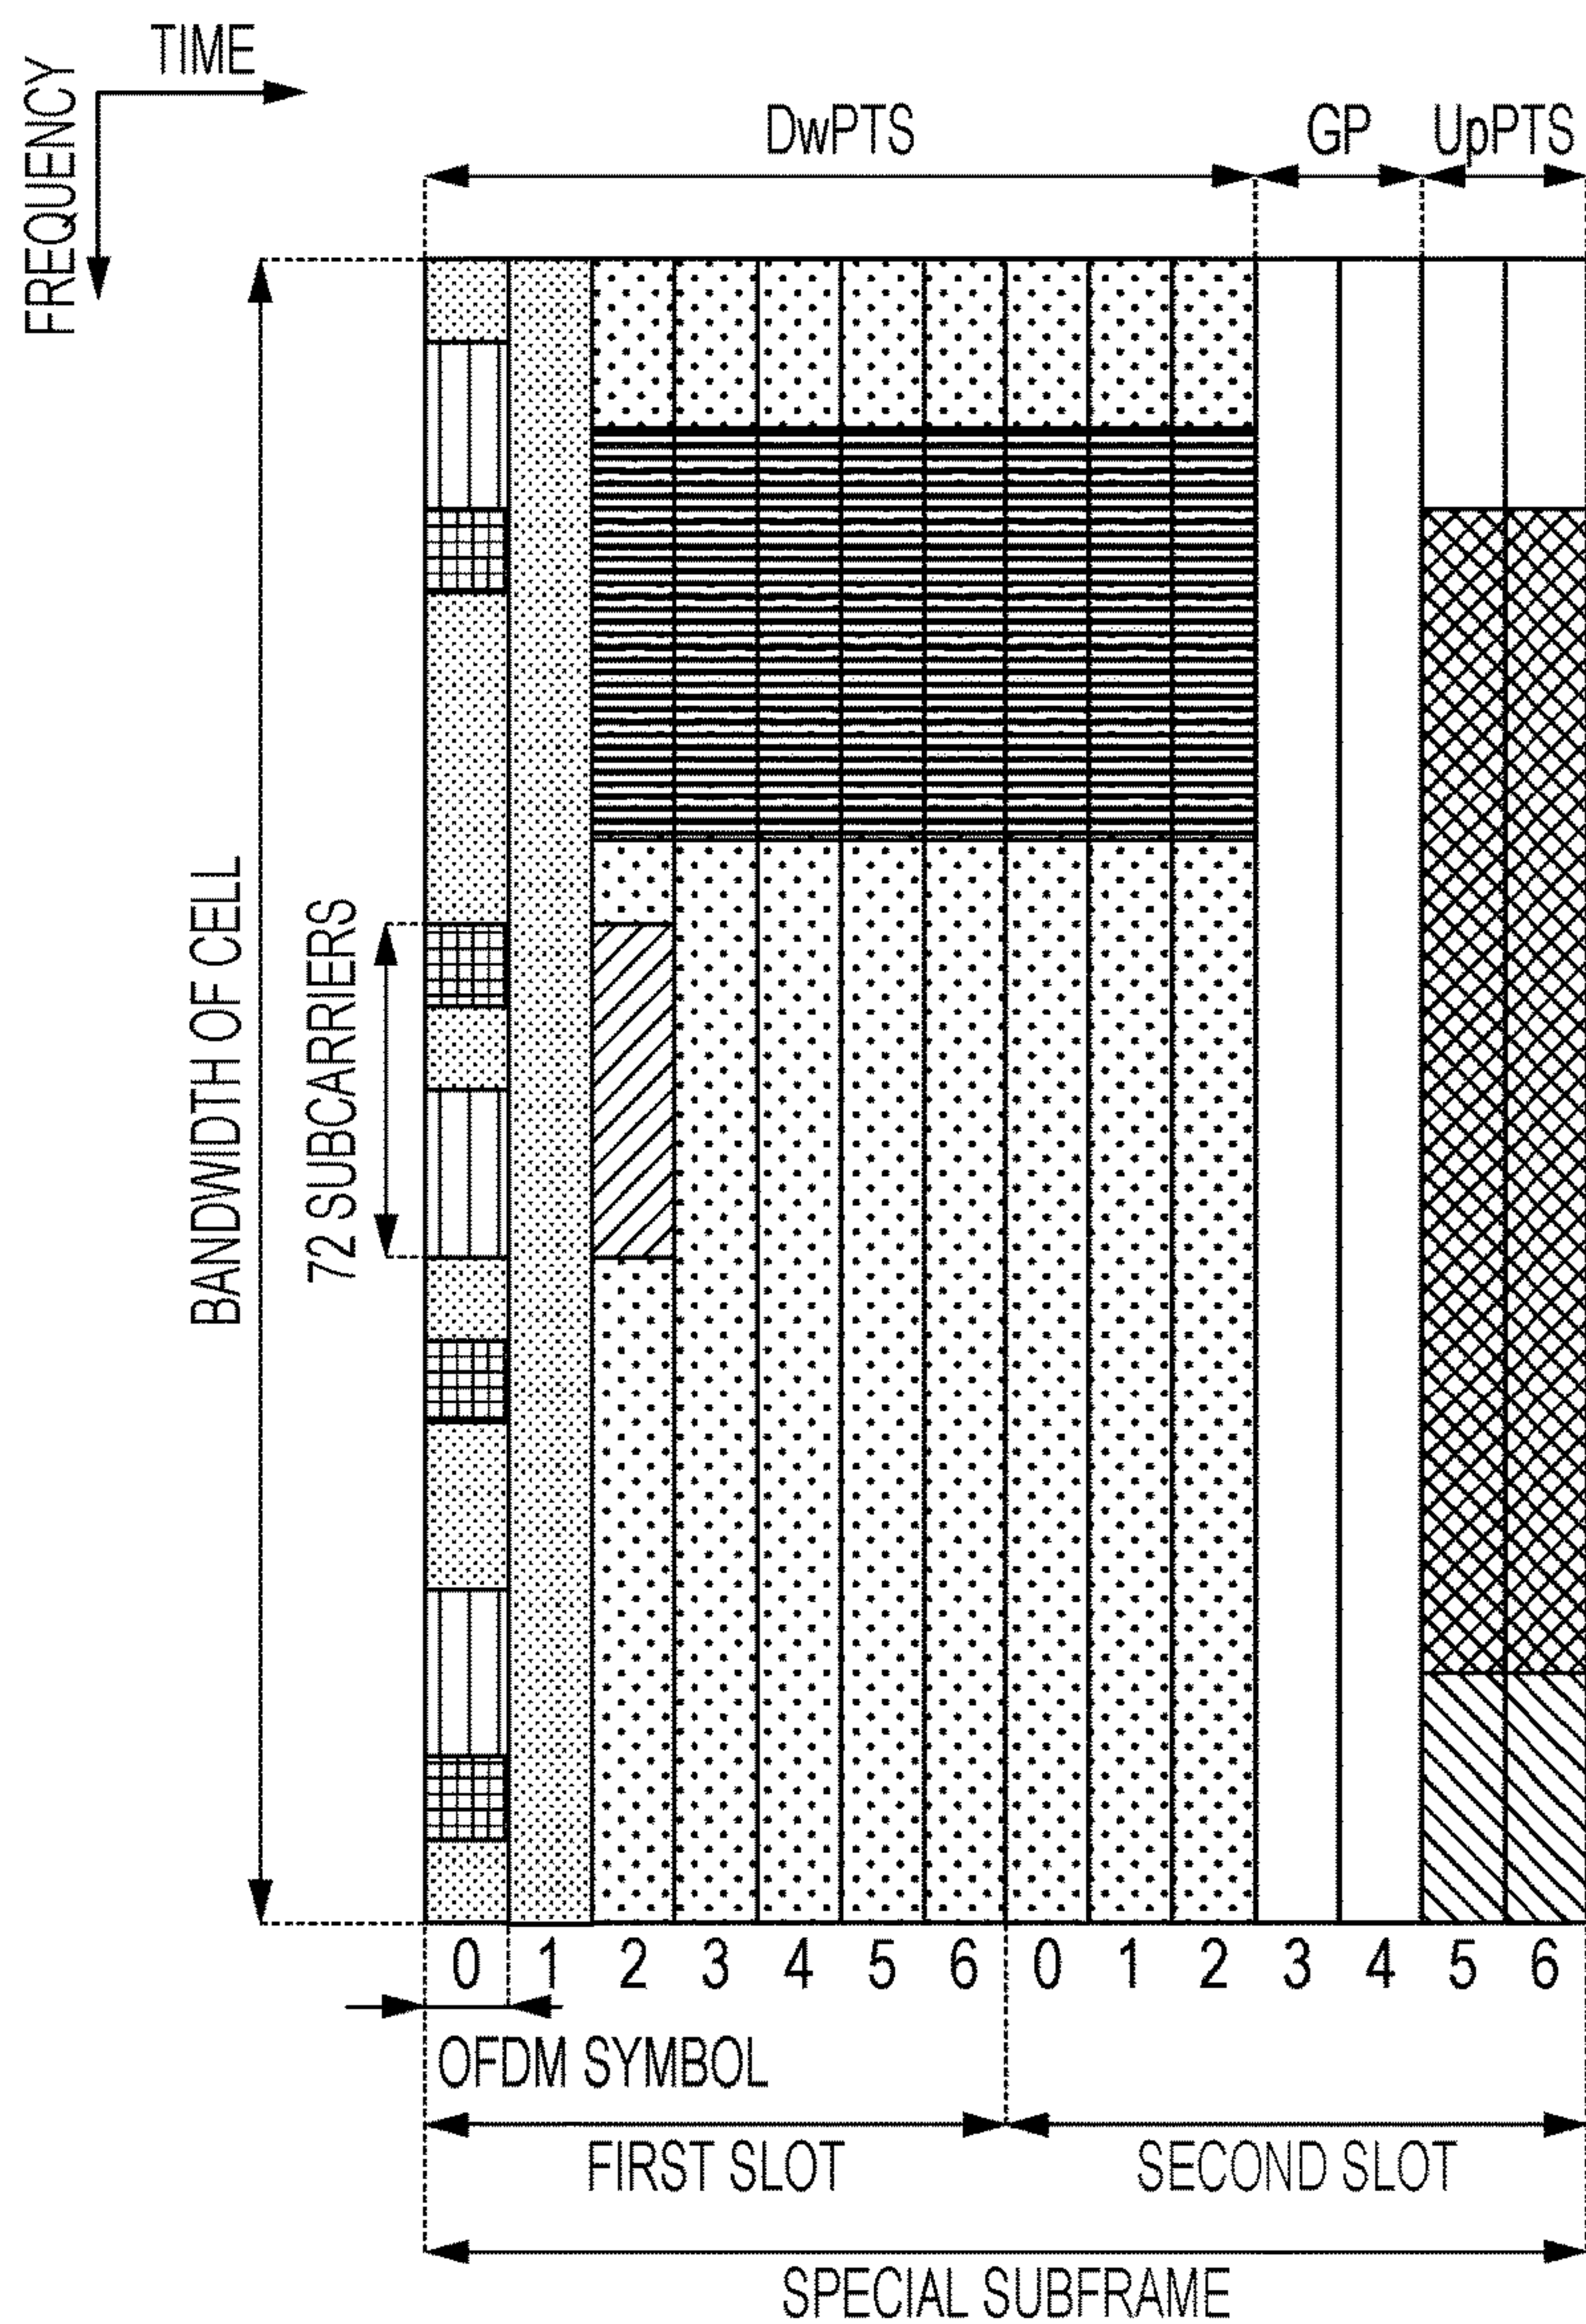 TIME
FREQUENCY
DwPTS
GP
UpPTS
BANDWIDTH OF CELL
72 SUBCARRIERS
0 1 2 3 4 5 6 0 1 2 3 4 5 6
OFDM SYMBOL
FIRST SLOT
SECOND SLOT
SPECIAL SUBFRAME